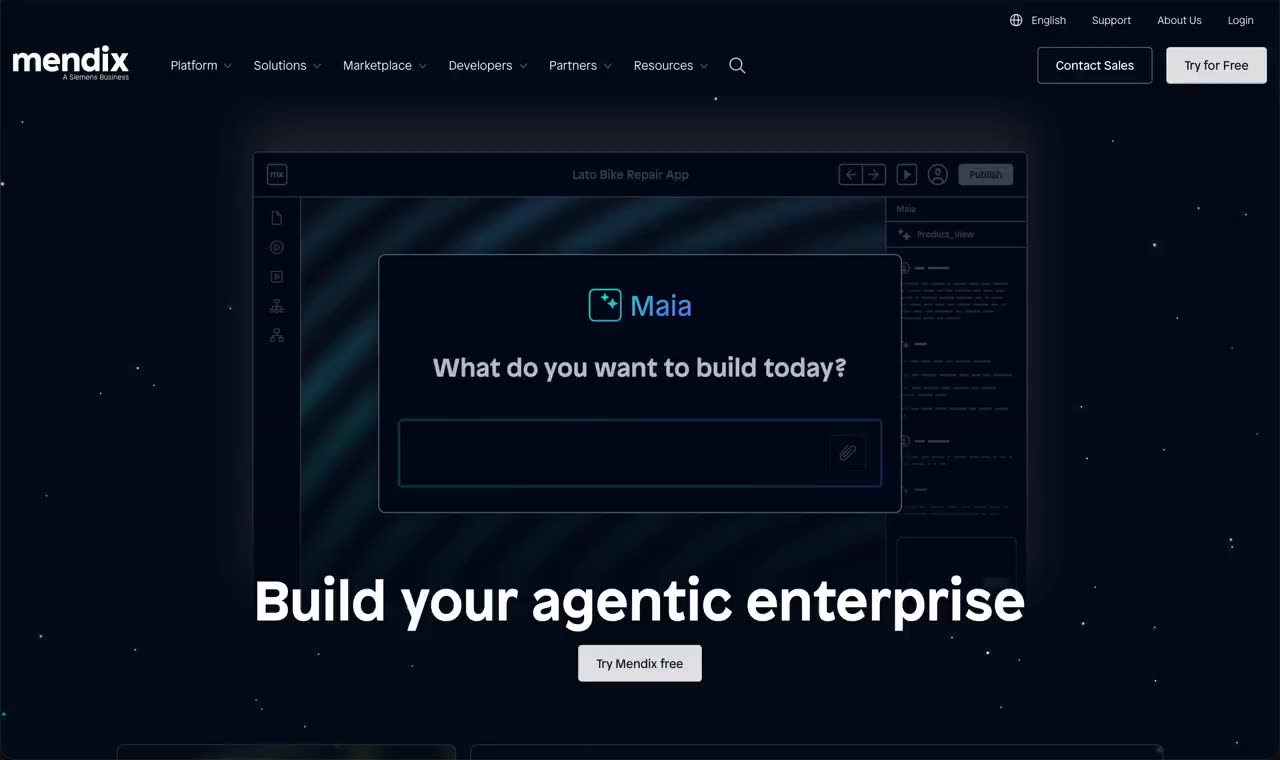 English Support About Us Login
mendix
A Siemens Business
Platform Solutions Marketplace Developers Partners Resources
Contact Sales Try for Free
mx Lato Bike Repair App Publish
Maia
Product_View
Maia
What do you want to build today?
Build your agentic enterprise
Try Mendix free